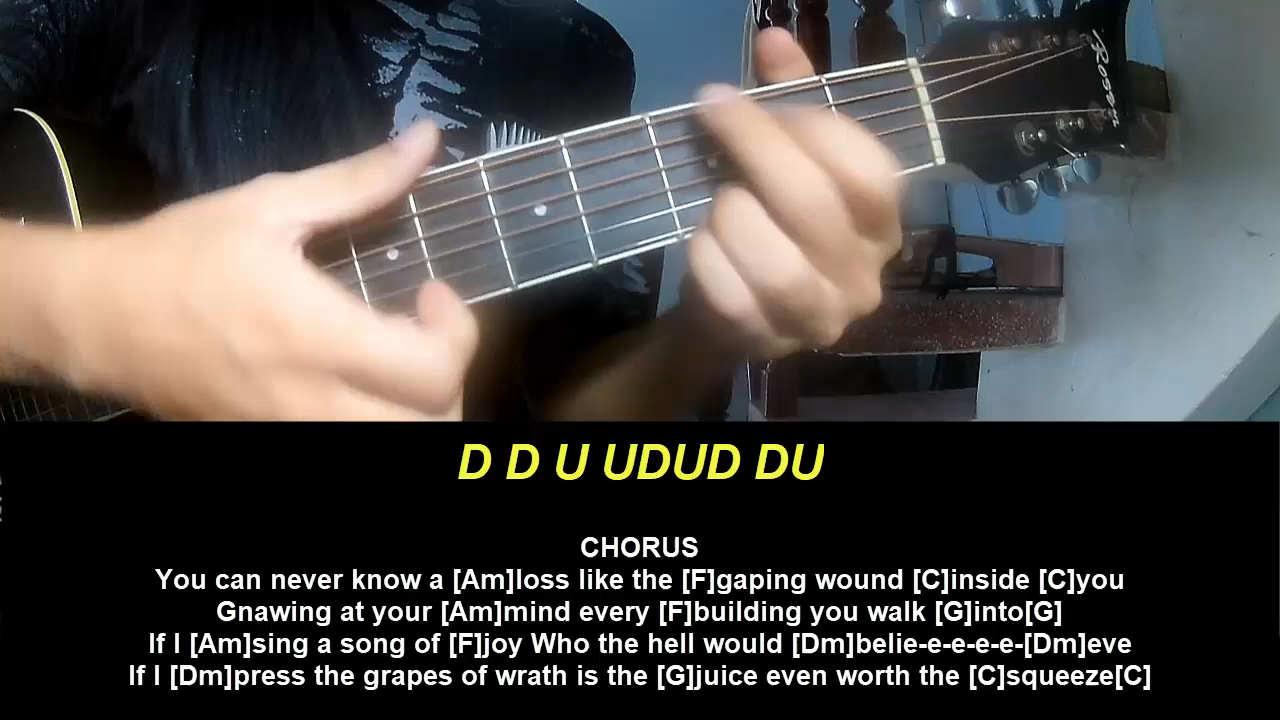 D D U UDUD DU
CHORUS
You can never know a [Am]loss like the [F]gaping wound [C]inside [C]you
Gnawing at your [Am]mind every [F]building you walk [G]into[G]
If I [Am]sing a song of [F]joy Who the hell would [Dm]belie-e-e-e-e-[Dm]eve
If I [Dm]press the grapes of wrath is the [G]juice even worth the [C]squeeze[C]